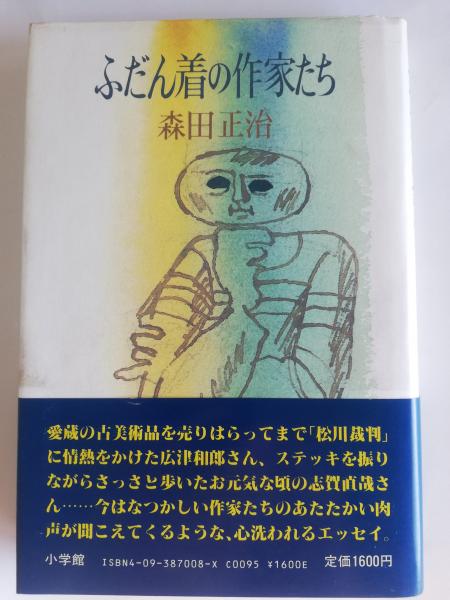 ふだん着の作家たち
森田正治
愛蔵の古美術品を売りはらってまで「松川裁判」
に情熱をかけた広津和郎さん、ステッキを振り
ながらさっさと歩いたお元気な頃の志賀直哉さ
ん……今はなつかしい作家たちのあたたかい肉
声が聞こえてくるような、心洗われるエッセイ。
小学館 ISBN4-09-387008-X C0095 ¥1600E 定価1600円